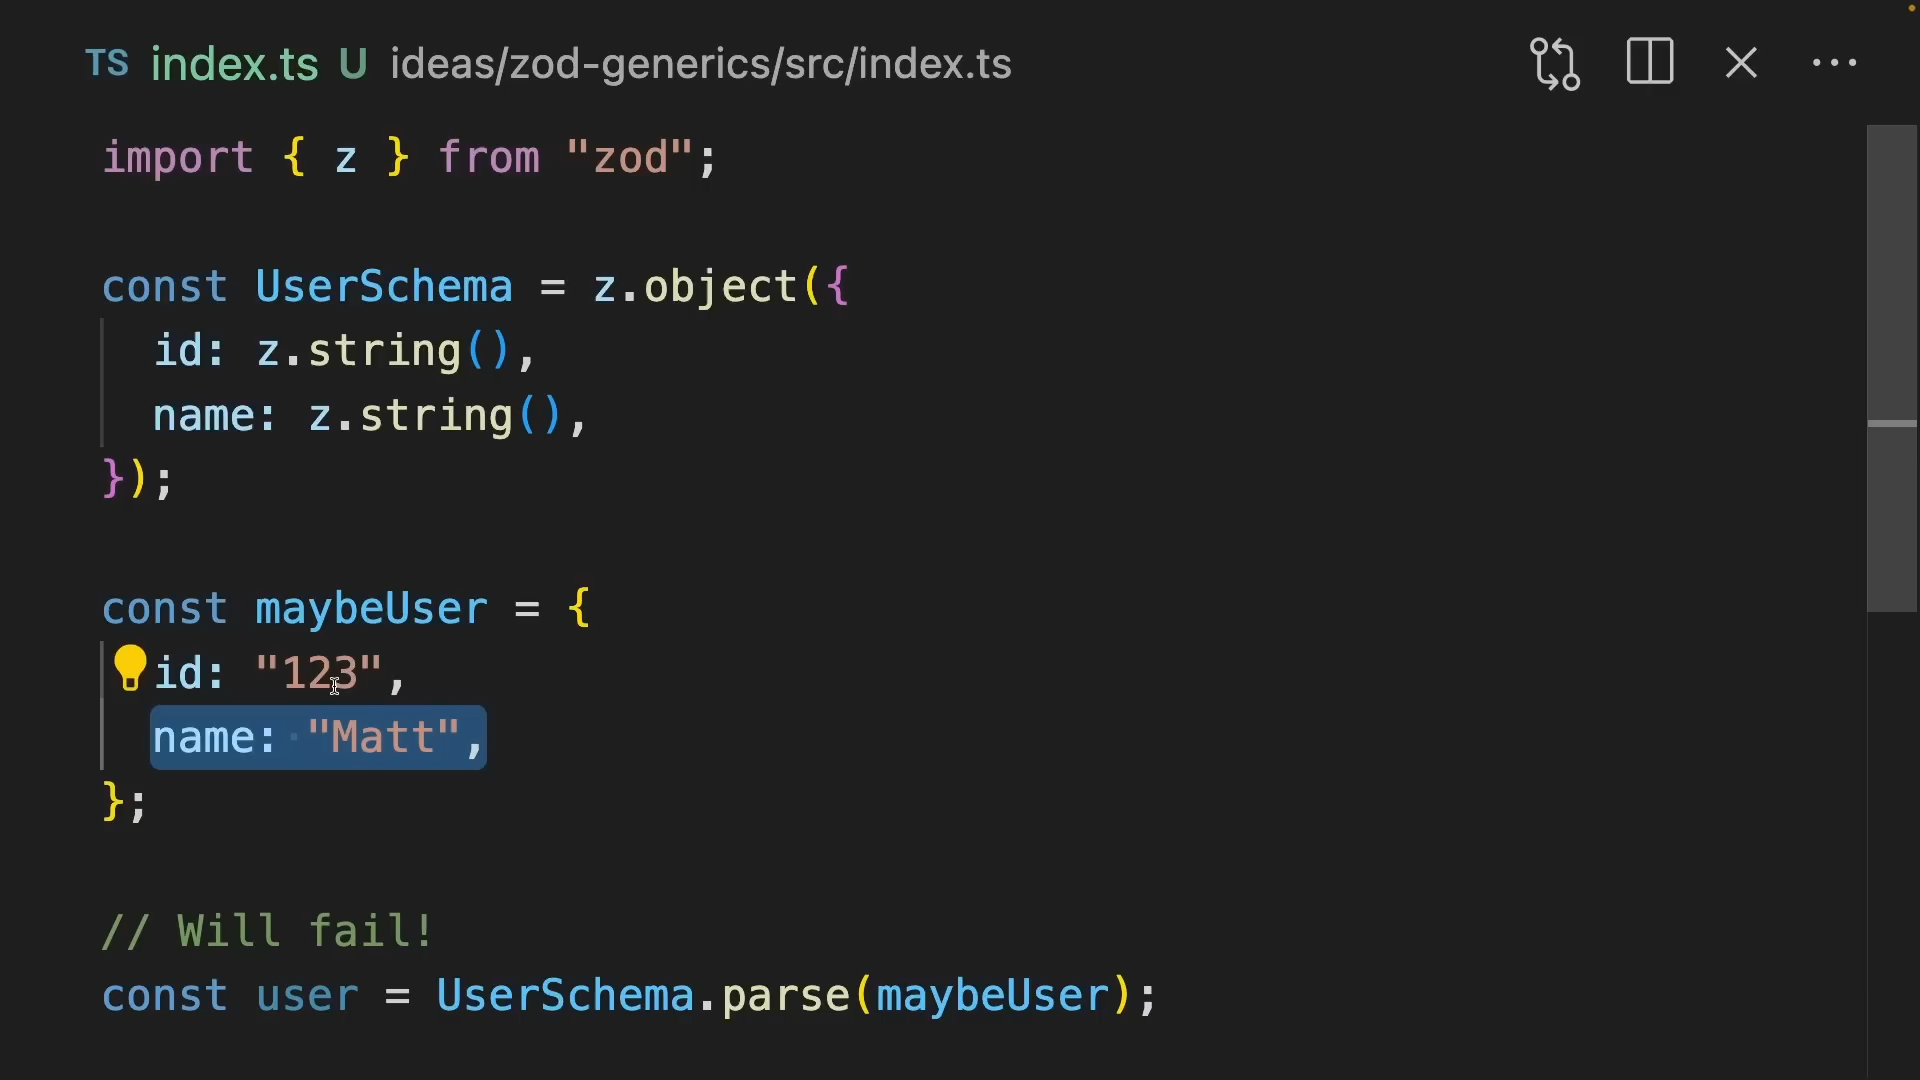 TS index.ts U ideas/zod-generics/src/index.ts
import { z } from "zod";
const UserSchema = z.object({
  id: z.string(),
  name: z.string(),
});
const maybeUser = {
  id: "123",
  name: "Matt",
};
// Will fail!
const user = UserSchema.parse(maybeUser);